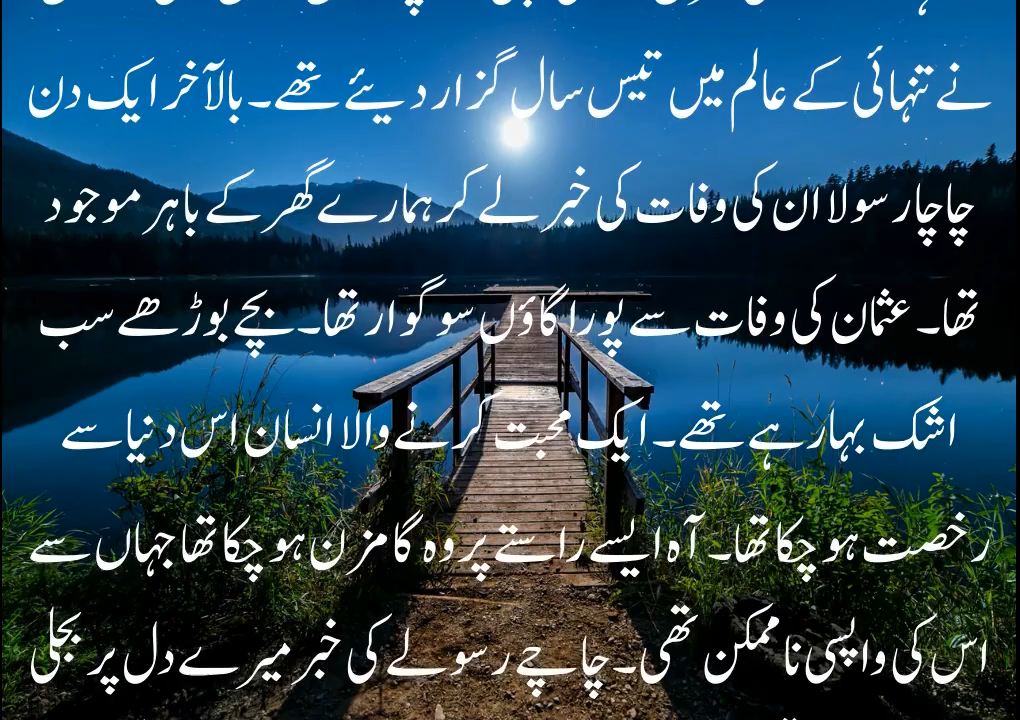 نے تنہائی کے عالم میں تیس سال گزار دیئے تھے۔ بالآخر ایک دن
چاچا رسولا ان کی وفات کی خبر لے کر ہمارے گھر کے باہر موجود
تھا۔ عثمان کی وفات سے پورا گاؤں سوگوار تھا۔ بچے بوڑھے سب
اشک بہا رہے تھے۔ ایک محبت کرنے والا انسان اس دنیا سے
رخصت ہو چکا تھا۔ آہ ایسے راستے پر وہ گامزن ہو چکا تھا جہاں سے
اس کی واپسی ناممکن تھی۔ چاچے رسولے کی خبر میرے دل پر بجلی